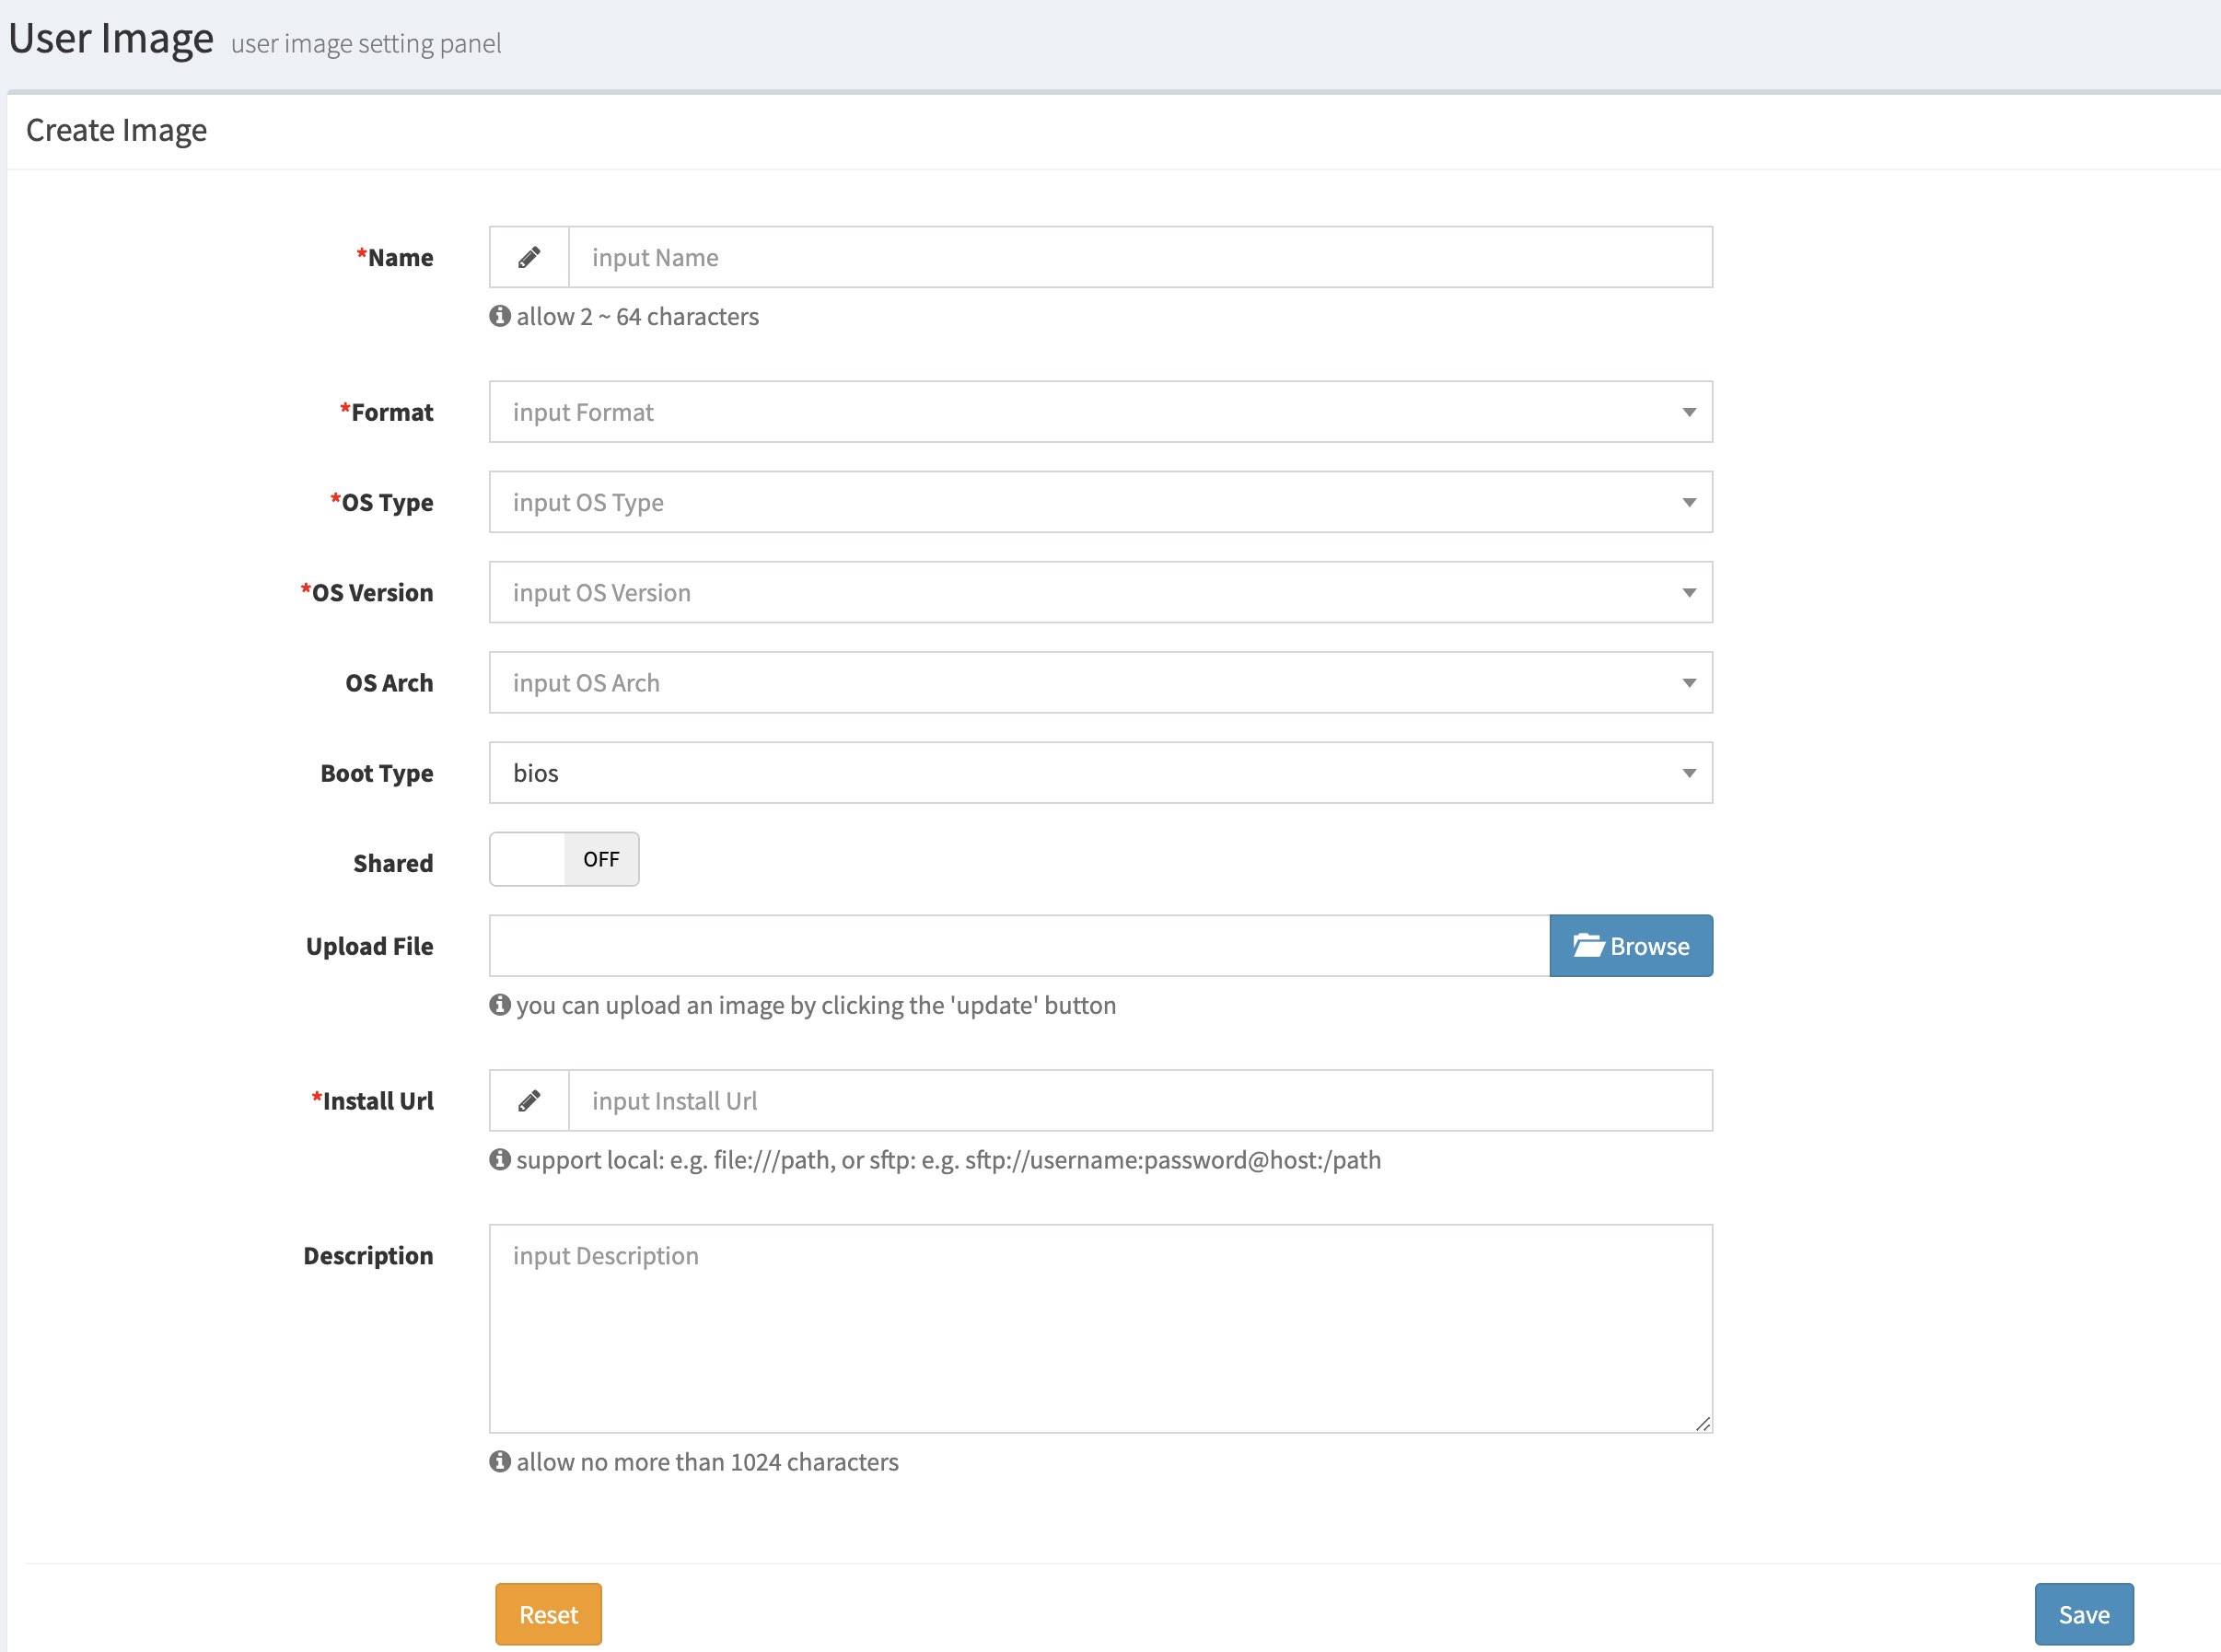 User Image user image setting panel
Create Image
*Name input Name
allow 2 ~ 64 characters
*Format input Format
*OS Type input OS Type
*OS Version input OS Version
OS Arch input OS Arch
Boot Type bios
Shared OFF
Upload File Browse
you can upload an image by clicking the 'update' button
*Install Url input Install Url
support local: e.g. file:///path, or sftp: e.g. sftp://username:password@host:/path
Description input Description
allow no more than 1024 characters
Reset Save